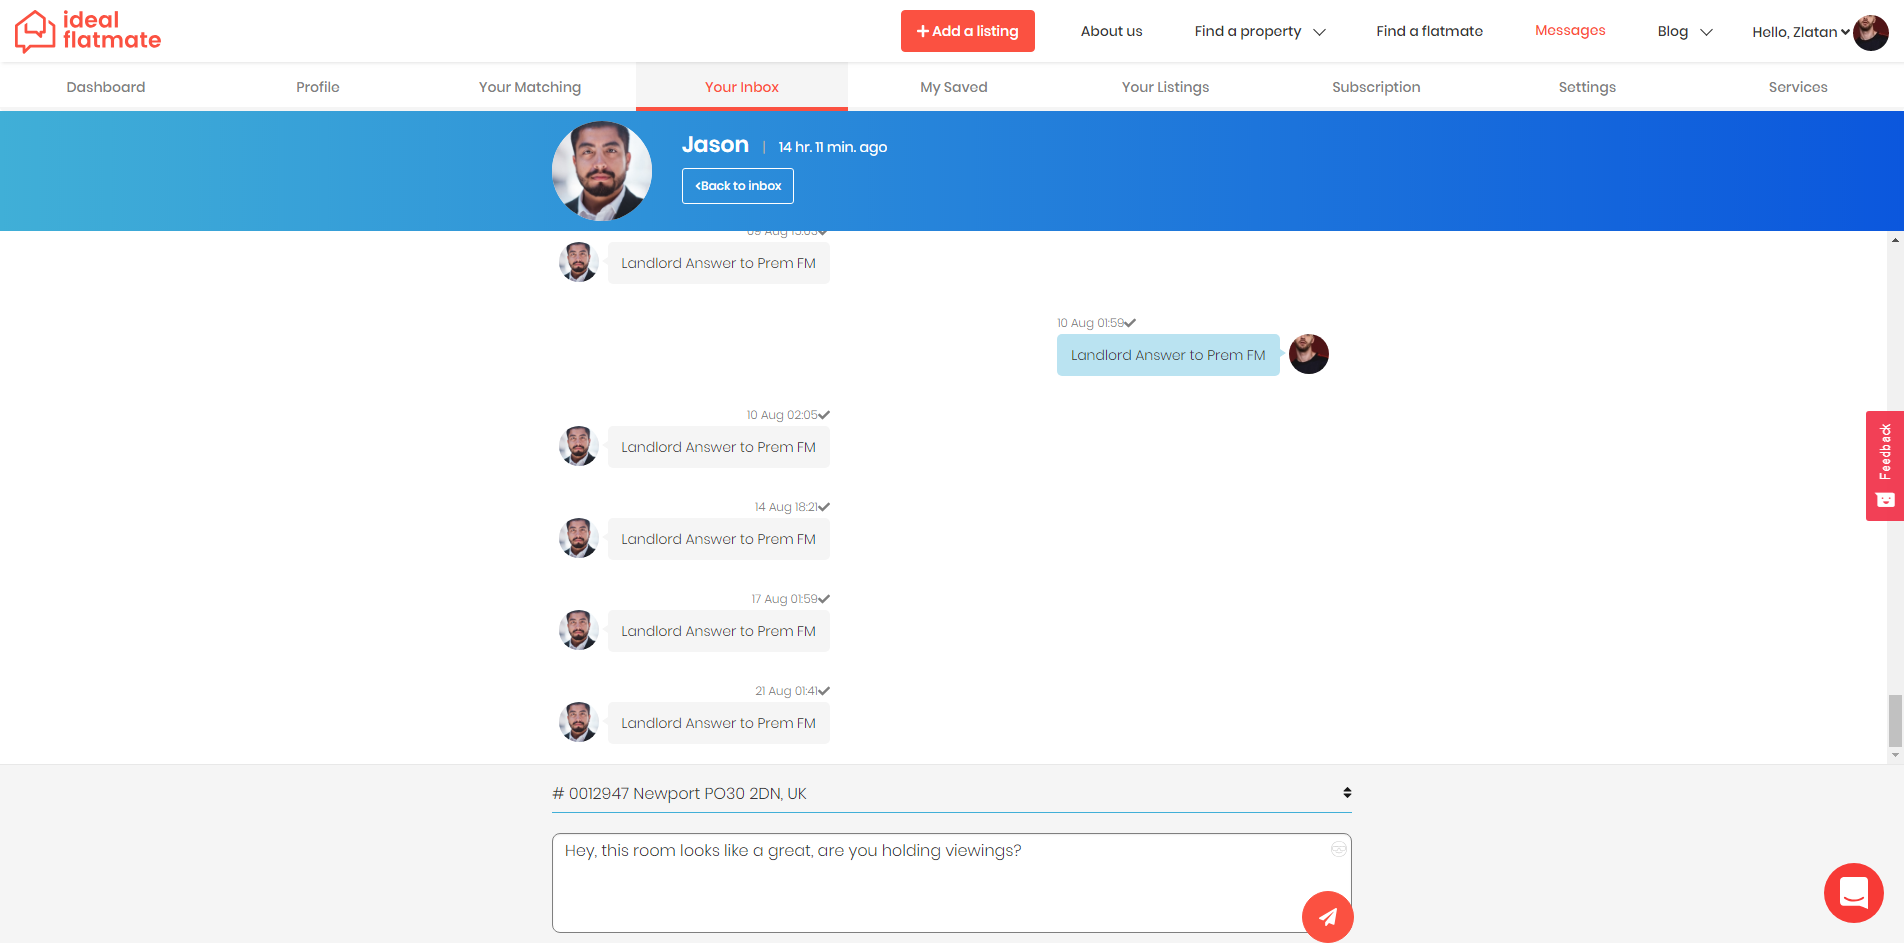 ideal
flatmate
Add a listing
About us
Find a property
Find a flatmate
Messages
Blog
Hello, Zlatan
Dashboard
Profile
Your Matching
Your Inbox
My Saved
Your Listings
Subscription
Settings
Services
Jason | 14 hr. 11 min. ago
Back to inbox
09 Aug 15:03
Landlord Answer to Prem FM
10 Aug 01:59
Landlord Answer to Prem FM
10 Aug 02:05
Landlord Answer to Prem FM
14 Aug 18:21
Landlord Answer to Prem FM
17 Aug 01:59
Landlord Answer to Prem FM
21 Aug 01:41
Landlord Answer to Prem FM
Feedback
# 0012947 Newport PO30 2DN, UK
Hey, this room looks like a great, are you holding viewings?